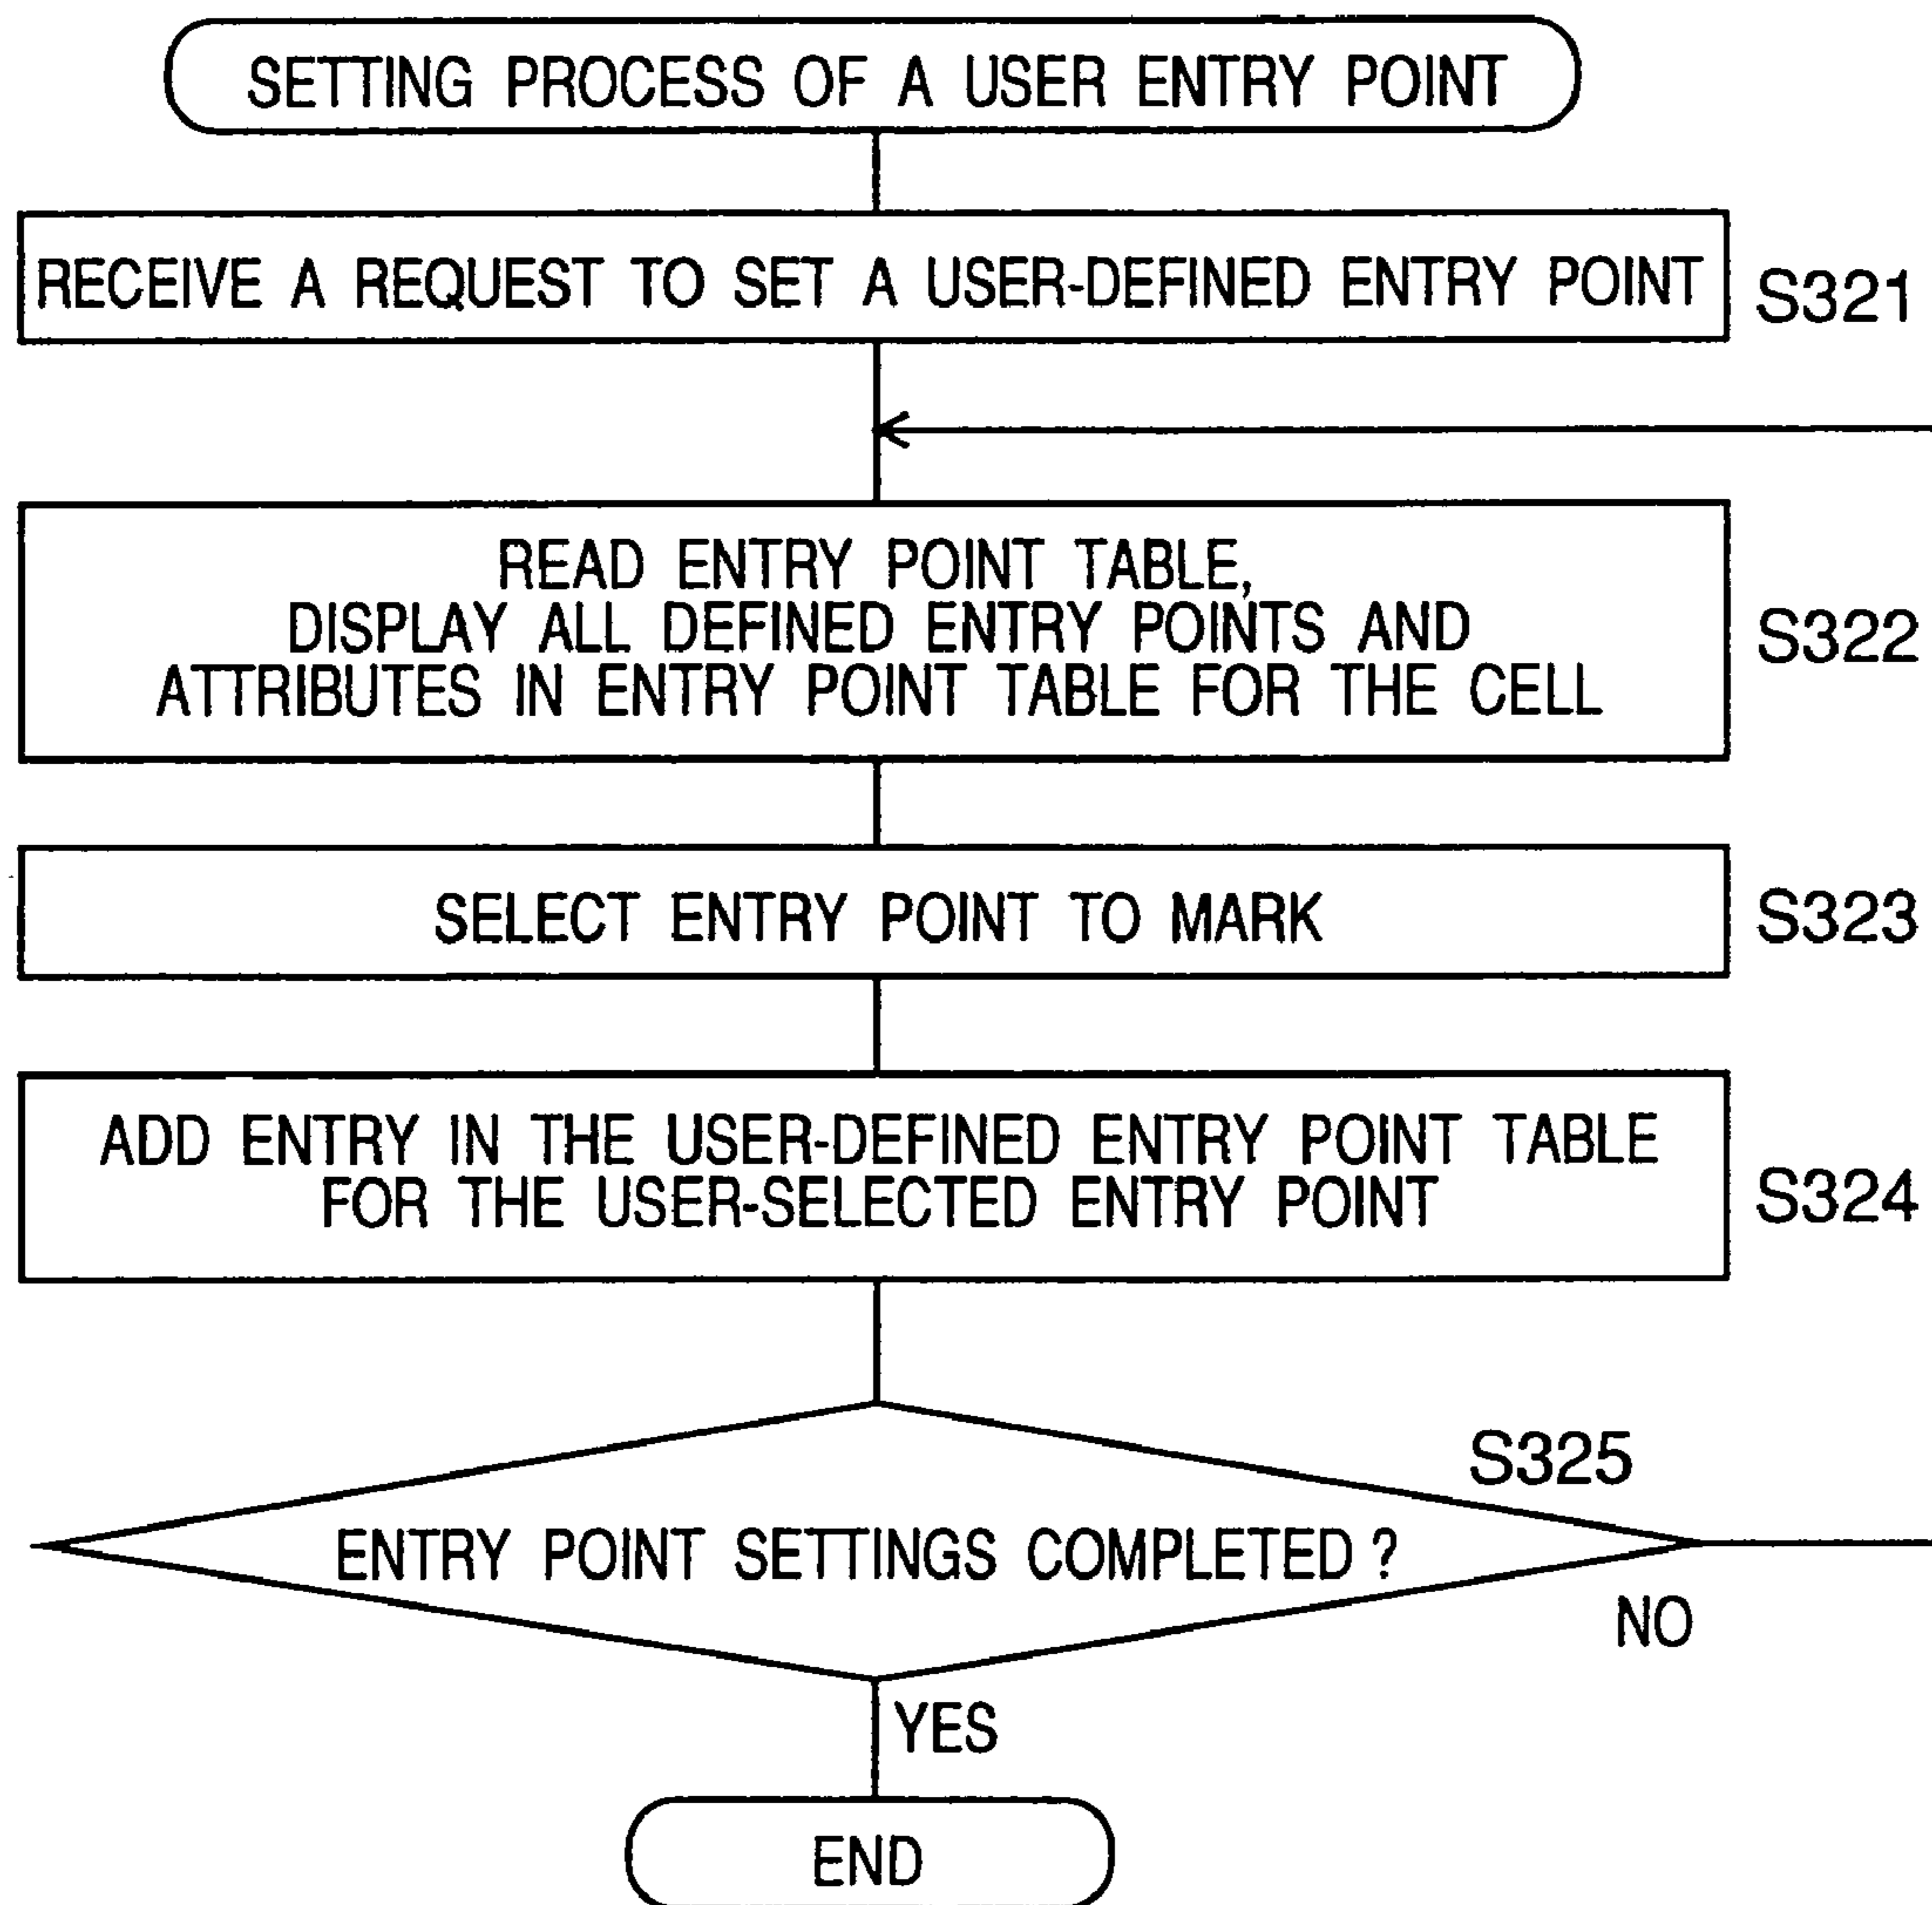 SETTING PROCESS OF A USER ENTRY POINT
RECEIVE A REQUEST TO SET A USER-DEFINED ENTRY POINT
S321
READ ENTRY POINT TABLE,
DISPLAY ALL DEFINED ENTRY POINTS AND
ATTRIBUTES IN ENTRY POINT TABLE FOR THE CELL
S322
SELECT ENTRY POINT TO MARK
S323
ADD ENTRY IN THE USER-DEFINED ENTRY POINT TABLE
FOR THE USER-SELECTED ENTRY POINT
S324
S325
ENTRY POINT SETTINGS COMPLETED ?
NO
YES
END